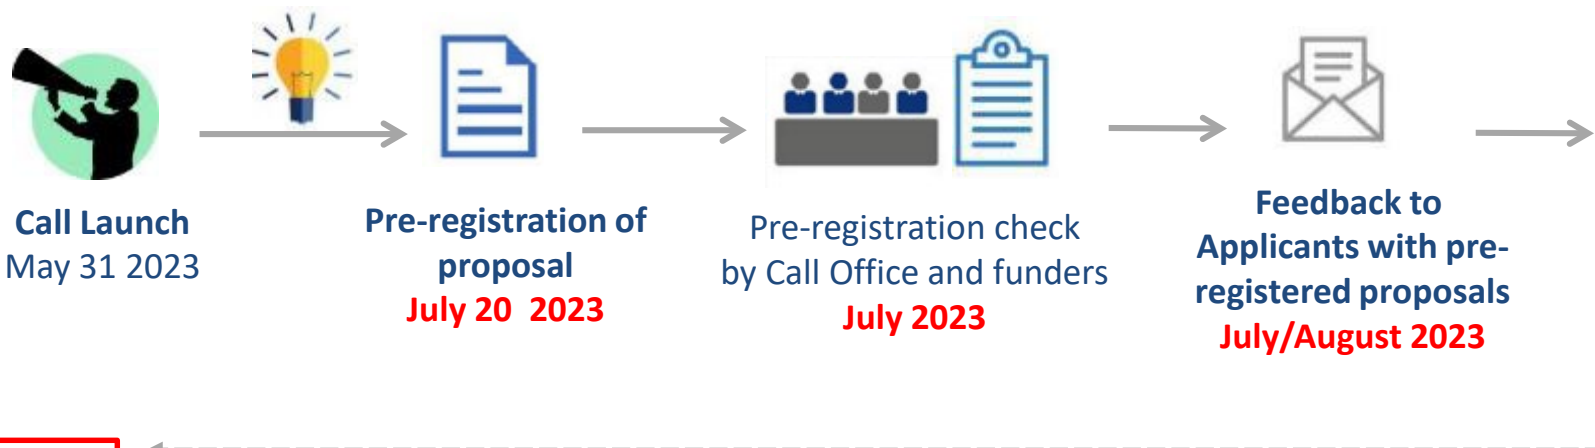 Call Launch
May 31 2023
Pre-registration of
proposal
July 20 2023
Pre-registration check
by Call Office and funders
July 2023
Feedback to
Applicants with pre-
registered proposals
July/August 2023